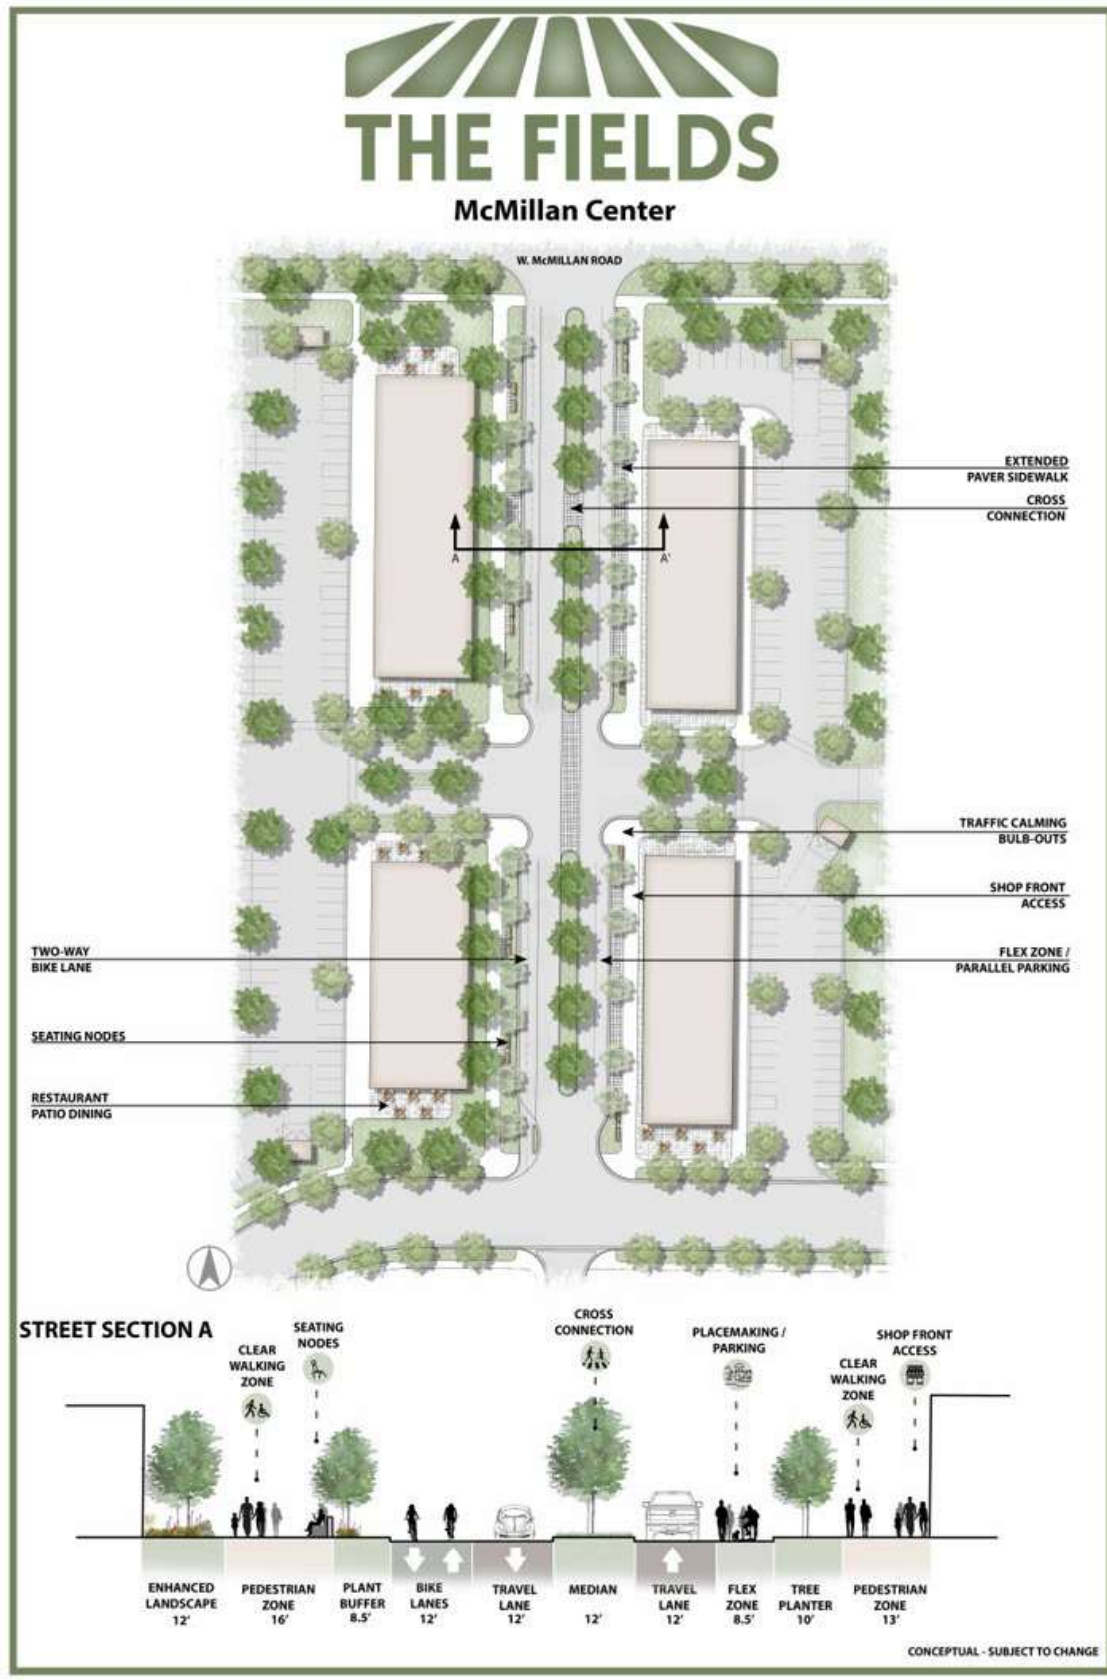 THE FIELDS
McMillan Center
W. McMILLAN ROAD
EXTENDED
PAVER SIDEWALK
CROSS
CONNECTION
A
A'
TRAFFIC CALMING
BULB-OUTS
SHOP FRONT
ACCESS
TWO-WAY
BIKE LANE
FLEX ZONE /
PARALLEL PARKING
SEATING NODES
RESTAURANT
PATIO DINING
STREET SECTION A
CLEAR
WALKING
ZONE
SEATING
NODES
CROSS
CONNECTION
PLACEMAKING /
PARKING
CLEAR
WALKING
ZONE
SHOP FRONT
ACCESS
ENHANCED
LANDSCAPE
12'
PEDESTRIAN
ZONE
16'
PLANT
BUFFER
8.5'
BIKE
LANES
12'
TRAVEL
LANE
12'
MEDIAN
12'
TRAVEL
LANE
12'
FLEX
ZONE
8.5'
TREE
PLANTER
10'
PEDESTRIAN
ZONE
13'
CONCEPTUAL - SUBJECT TO CHANGE